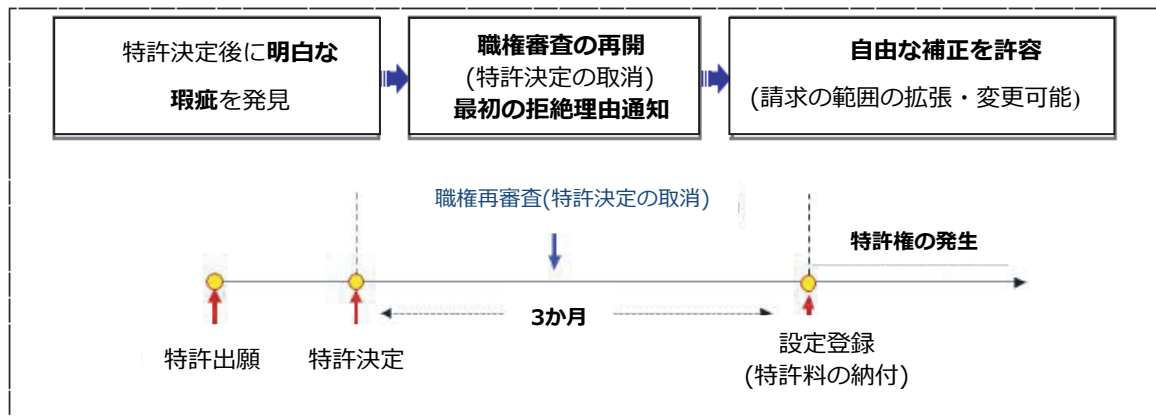 特許決定後に明白な
瑕疵を発見
職権審査の再開
(特許決定の取消)
最初の拒絶理由通知
自由な補正を許容
(請求の範囲の拡張・変更可能)
職権再審査(特許決定の取消)
特許権の発生
3か月
特許出願
特許決定
設定登録
(特許料の納付)